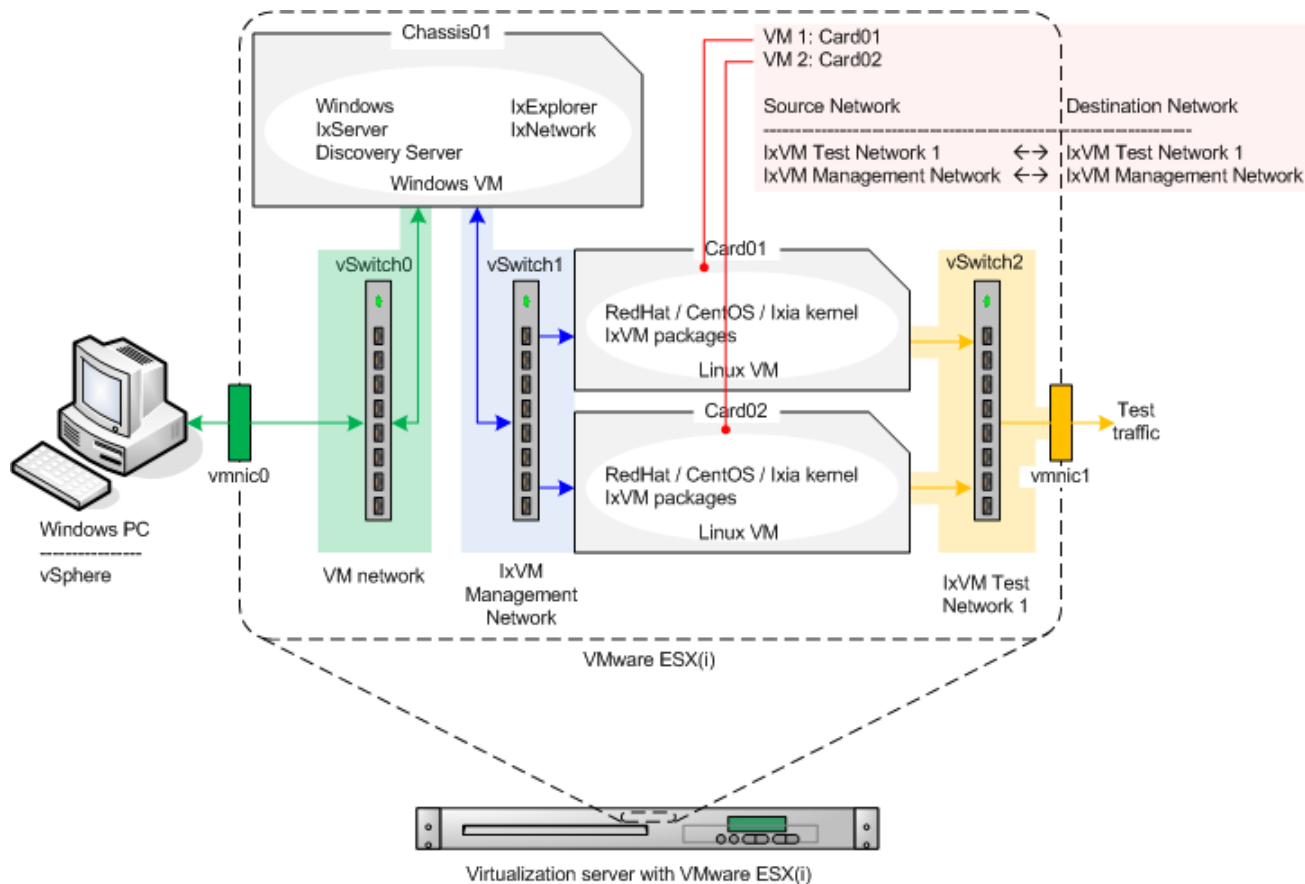 Chassis01
Windows
IxServer
Discovery Server
IxExplorer
IxNetwork
Windows VM
VM 1: Card01
VM 2: Card02
Source Network Destination Network
--------------------------------------------------------------------------------
IxVM Test Network 1 ←→ IxVM Test Network 1
IxVM Management Network ←→ IxVM Management Network
vSwitch0
vSwitch1
Card01
RedHat / CentOS / Ixia kernel
IxVM packages
Linux VM
vSwitch2
Card02
RedHat / CentOS / Ixia kernel
IxVM packages
Linux VM
vmnic0
vmnic1
Test
traffic
Windows PC
----------------
vSphere
VM network
IxVM
Management
Network
IxVM Test
Network 1
VMware ESX(i)
Virtualization server with VMware ESX(i)